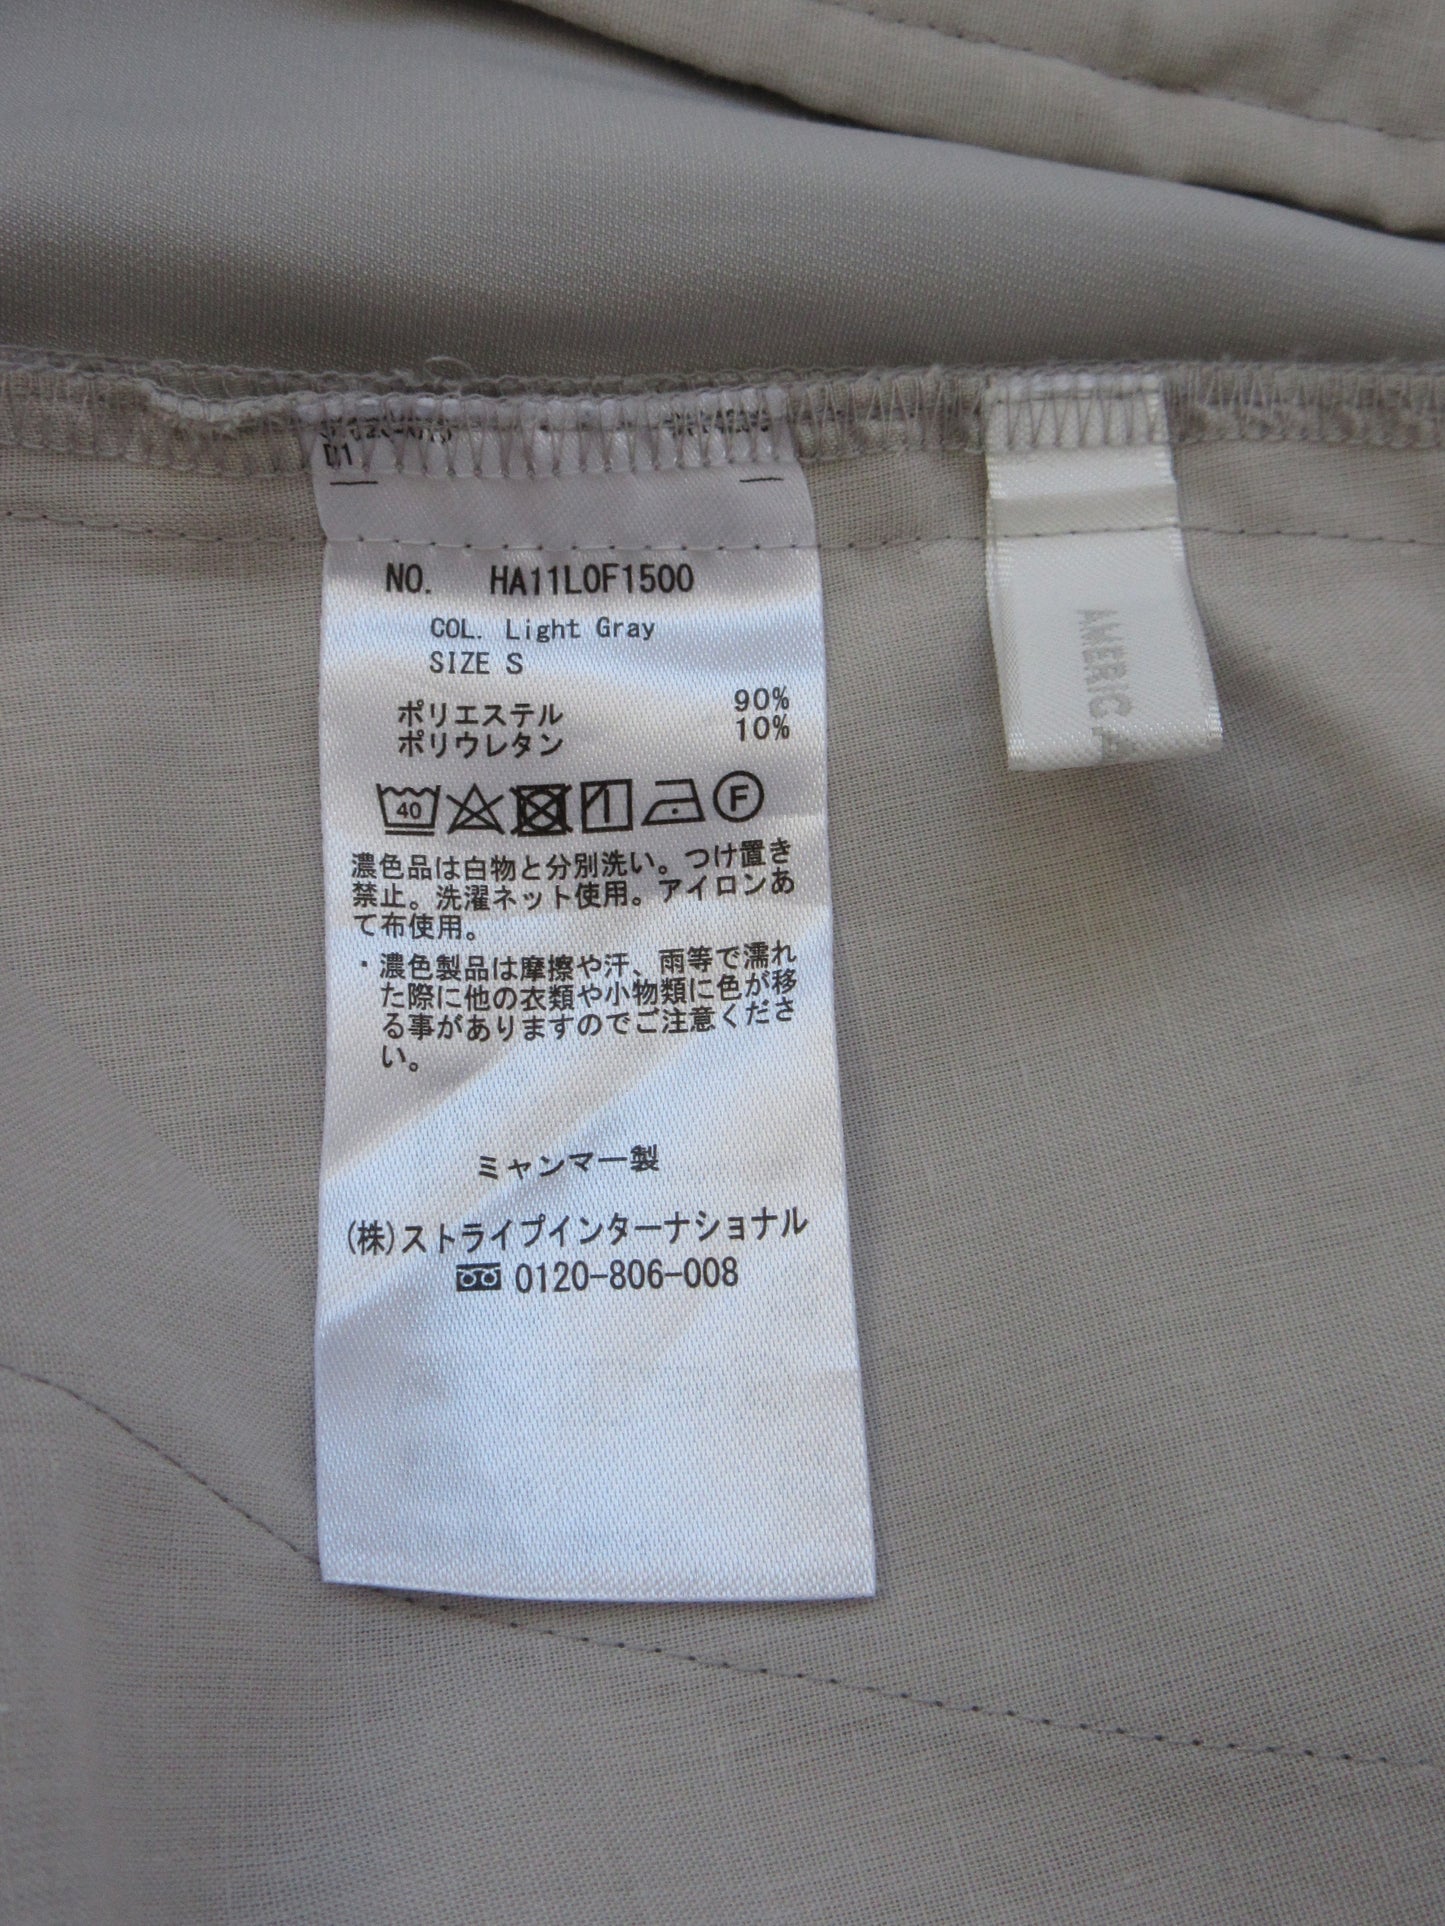 D1
NO. HA11L0F1500
COL. Light Gray
SIZE S
ポリエステル 90%
ポリウレタン 10%
40 F
濃色品は白物と分別洗い。つけ置き
禁止。洗濯ネット使用。アイロンあ
て布使用。
・濃色製品は摩擦や汗、雨等で濡れ
た際に他の衣類や小物類に色が移
る事がありますのでご注意くださ
い。
ミャンマー製
(株)ストライプインターナショナル
0120-806-008
AMERIC